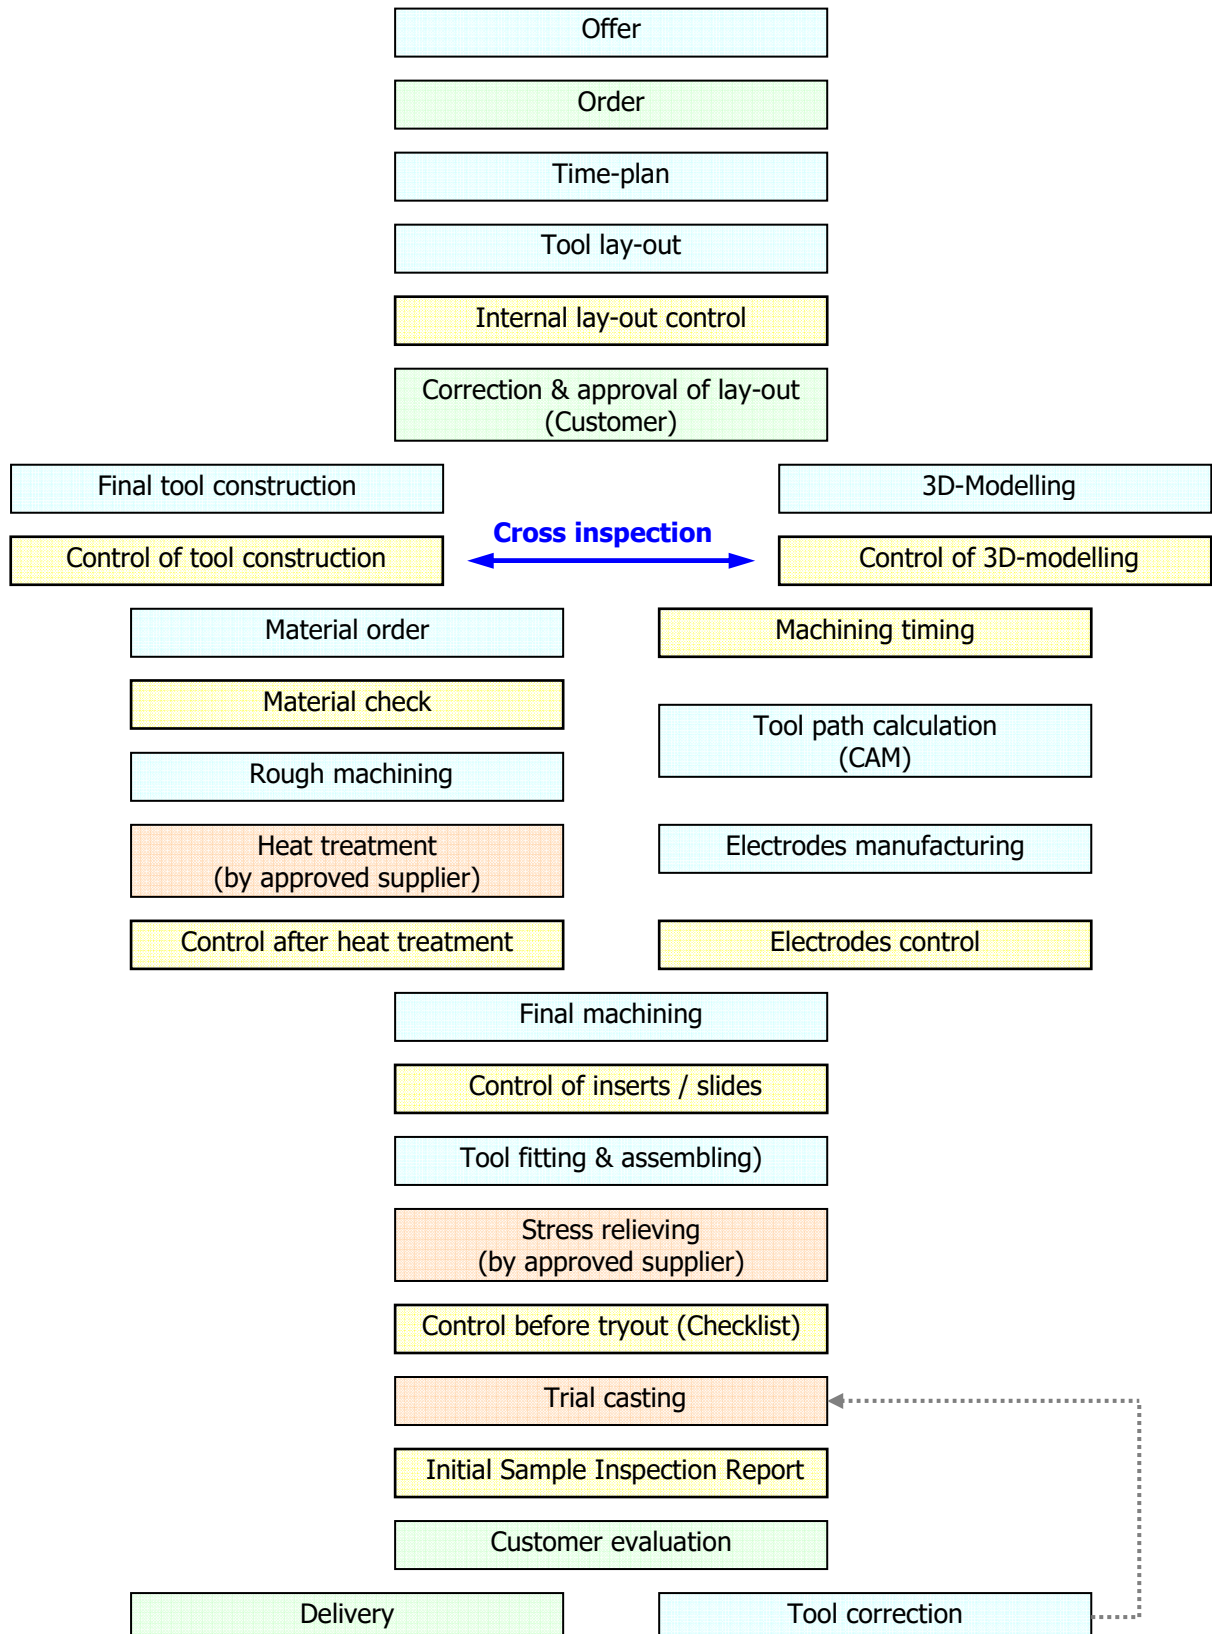 Offer
Order
Time-plan
Tool lay-out
Internal lay-out control
Correction & approval of lay-out
(Customer)
Final tool construction
3D-Modelling
Cross inspection
Control of tool construction
Control of 3D-modelling
Material order
Machining timing
Material check
Tool path calculation
(CAM)
Rough machining
Heat treatment
(by approved supplier)
Electrodes manufacturing
Control after heat treatment
Electrodes control
Final machining
Control of inserts / slides
Tool fitting & assembling)
Stress relieving
(by approved supplier)
Control before tryout (Checklist)
Trial casting
Initial Sample Inspection Report
Customer evaluation
Delivery
Tool correction